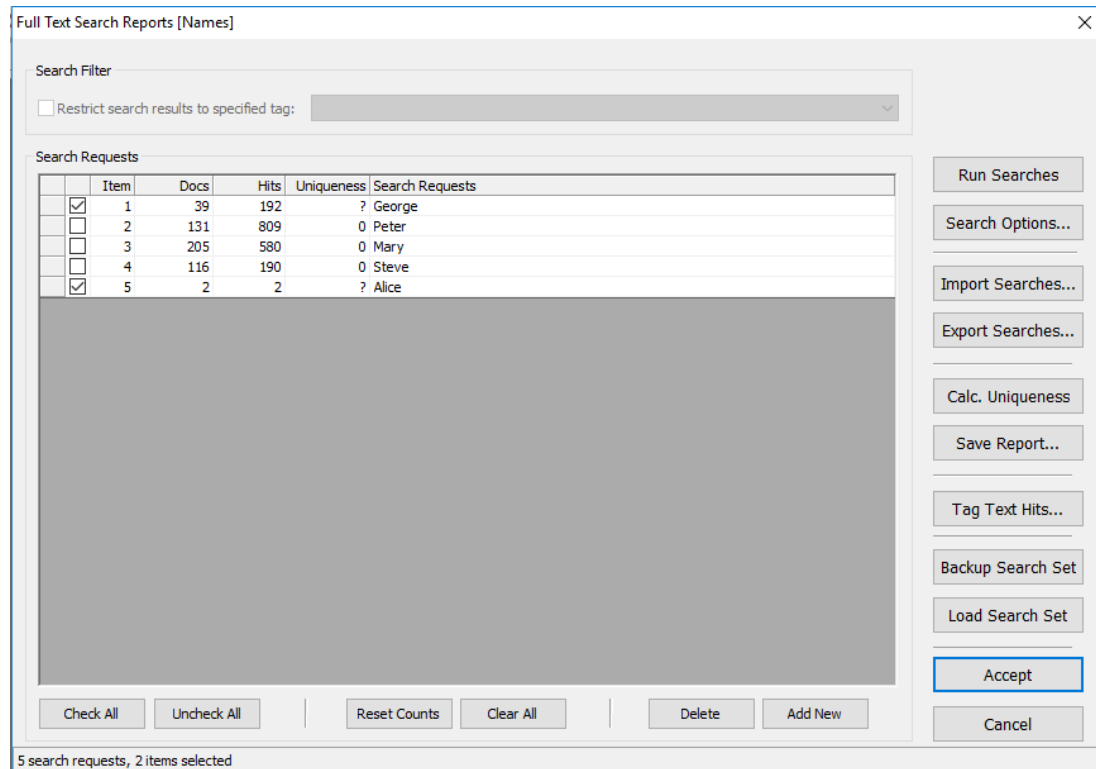 Full Text Search Reports [Names]
Search Filter
Restrict search results to specified tag:
Search Requests
Item Docs Hits Uniqueness Search Requests
1 39 192 ? George
2 131 809 0 Peter
3 205 580 0 Mary
4 116 190 0 Steve
5 2 2 ? Alice
Run Searches
Search Options...
Import Searches...
Export Searches...
Calc. Uniqueness
Save Report...
Tag Text Hits...
Backup Search Set
Load Search Set
Accept
Cancel
Check All Uncheck All Reset Counts Clear All Delete Add New
5 search requests, 2 items selected